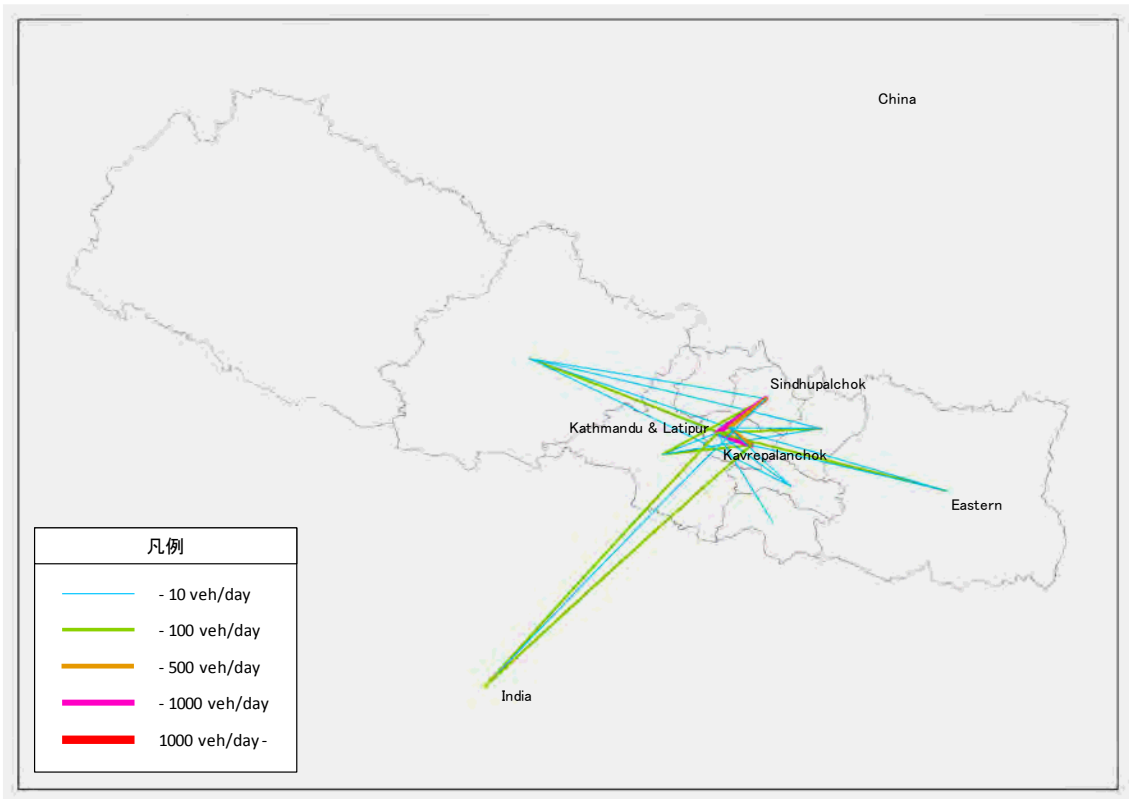 China
Sindhupalchok
Kathmandu & Latipur
Kavrepalanchok
Eastern
India
凡例
- 10 veh/day
- 100 veh/day
- 500 veh/day
- 1000 veh/day
1000 veh/day -